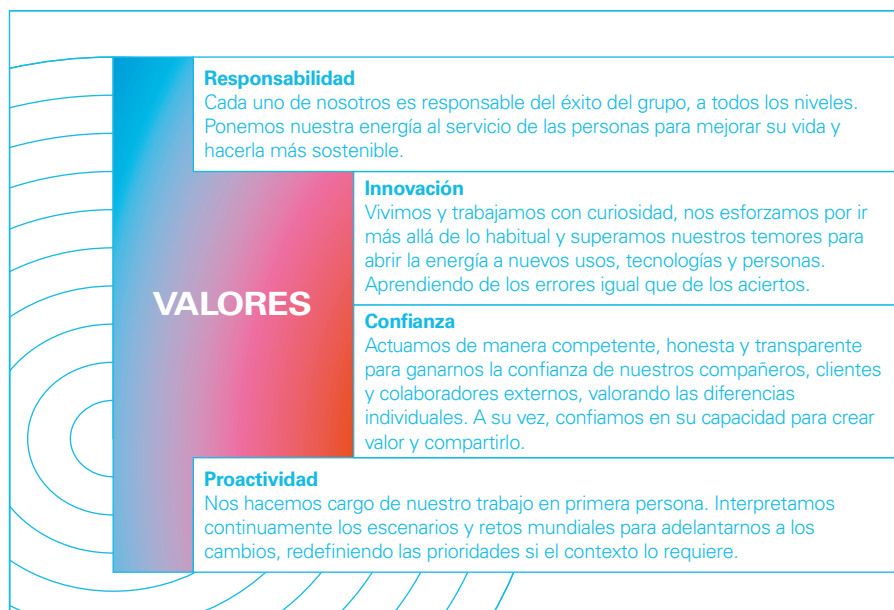 Responsabilidad
Cada uno de nosotros es responsable del éxito del grupo, a todos los niveles.
Ponemos nuestra energía al servicio de las personas para mejorar su vida y
hacerla más sostenible.
Innovación
Vivimos y trabajamos con curiosidad, nos esforzamos por ir
más allá de lo habitual y superamos nuestros temores para
abrir la energía a nuevos usos, tecnologías y personas.
Aprendiendo de los errores igual que de los aciertos.
VALORES
Confianza
Actuamos de manera competente, honesta y transparente
para ganarnos la confianza de nuestros compañeros, clientes
y colaboradores externos, valorando las diferencias
individuales. A su vez, confiamos en su capacidad para crear
valor y compartirlo.
Proactividad
Nos hacemos cargo de nuestro trabajo en primera persona. Interpretamos
continuamente los escenarios y retos mundiales para adelantarnos a los
cambios, redefiniendo las prioridades si el contexto lo requiere.